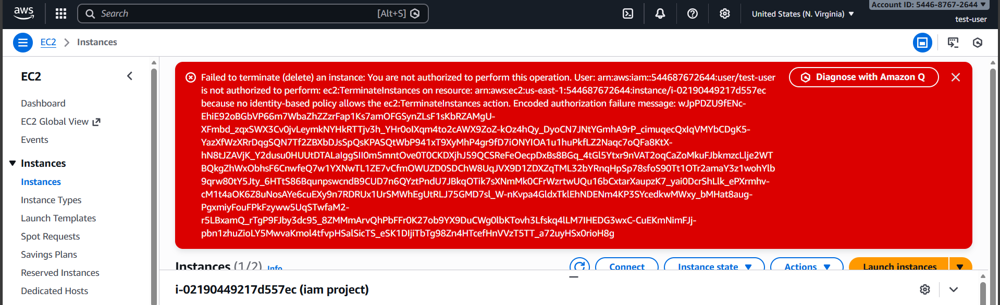 aws
Search
[Alt+S]
United States (N. Virginia)
Account ID: 5446-8767-2644
test-user
EC2
Instances
EC2
Dashboard
EC2 Global View
Events
Instances
Instances
Instance Types
Launch Templates
Spot Requests
Savings Plans
Reserved Instances
Dedicated Hosts
Failed to terminate (delete) an instance: You are not authorized to perform this operation. User: arn:aws:iam::544687672644:user/test-user
is not authorized to perform: ec2:TerminateInstances on resource: arn:aws:ec2:us-east-1:544687672644:instance/i-02190449217d557ec
because no identity-based policy allows the ec2:TerminateInstances action. Encoded authorization failure message: wJpPDZU9fENc-
EhiE92oBGbVP66m7WbaZhZZzrFap1Ks7amOFGSynZLsF1sKbRZAMgU-
XFmbd_zqxSWX3Cv0jvLeymkNYHkRTTjv3h_YHr0oIXqm4to2cAWX9ZoZ-kOz4hQy_DyoCN7JNtYGmhA9rP_cimuqecQxIqVMYbCDgK5-
YazXfWzXRrDqgSQN7Tf2ZBXbDJsSpQsKPASQtWbP941xT9XyMhP4gr9fD7iONYIOA1u1huPkfLZ2Naqc7oQFa8KtX-
hN8tJZAVjK_Y2dusu0HUUtDTALaIggSII0m5mntOve0T0CKDXjhJ59QCSReFeOecpDxBs8BGq_4tGl5Ytxr9nVAT2oqCaZoMkuFJbkmzcLlje2WT
BQkgZhWxObhsF6CnwfeQ7w1YXNwTL1ZE7vCfmOWUZD0SDChW8UqJVX9D1ZDXZqTML32bYRnqHpSp78sfoS90Tt1OTr2amaY3z1wohYlb
9qrw80tY5Jty_6HTtS86BqunpswcndB9CUD7n6QYztPndU7JBkqOTik7sXNmMk0CFrWzrtwUQu16bCxtarXaupzK7_yai0DcrShLlk_ePXrmhv-
cM1t4aOK6Z8uNosAYe6cuEXy9n7RDRUx1UrSMWhEgUtRLJ75GMD7sl_W-nKvpa4GldxTklEhNDENm4KP3SYcedkwMWxy_bMHat8aug-
PgxmiyFouFPkFzyww5UqSTwfaM2-
r5LBxamQ_rTgP9FJby3dc95_8ZMMmArvQhPbFFr0K27ob9YX9DuCWg0lbKTovh3Lfskq4lLM7IHEDG3wxC-CuEKmNimFJj-
pbn1zhuZioLY5MwvaKmol4tfvpHSalSicTS_eSK1DIjiTbTg98Zn4HTcefHnVVzT5TT_a72uyHSx0rioH8g
Diagnose with Amazon Q
Instances (1/2) Info
Connect
Instance state
Actions
Launch instances
i-02190449217d557ec (iam project)